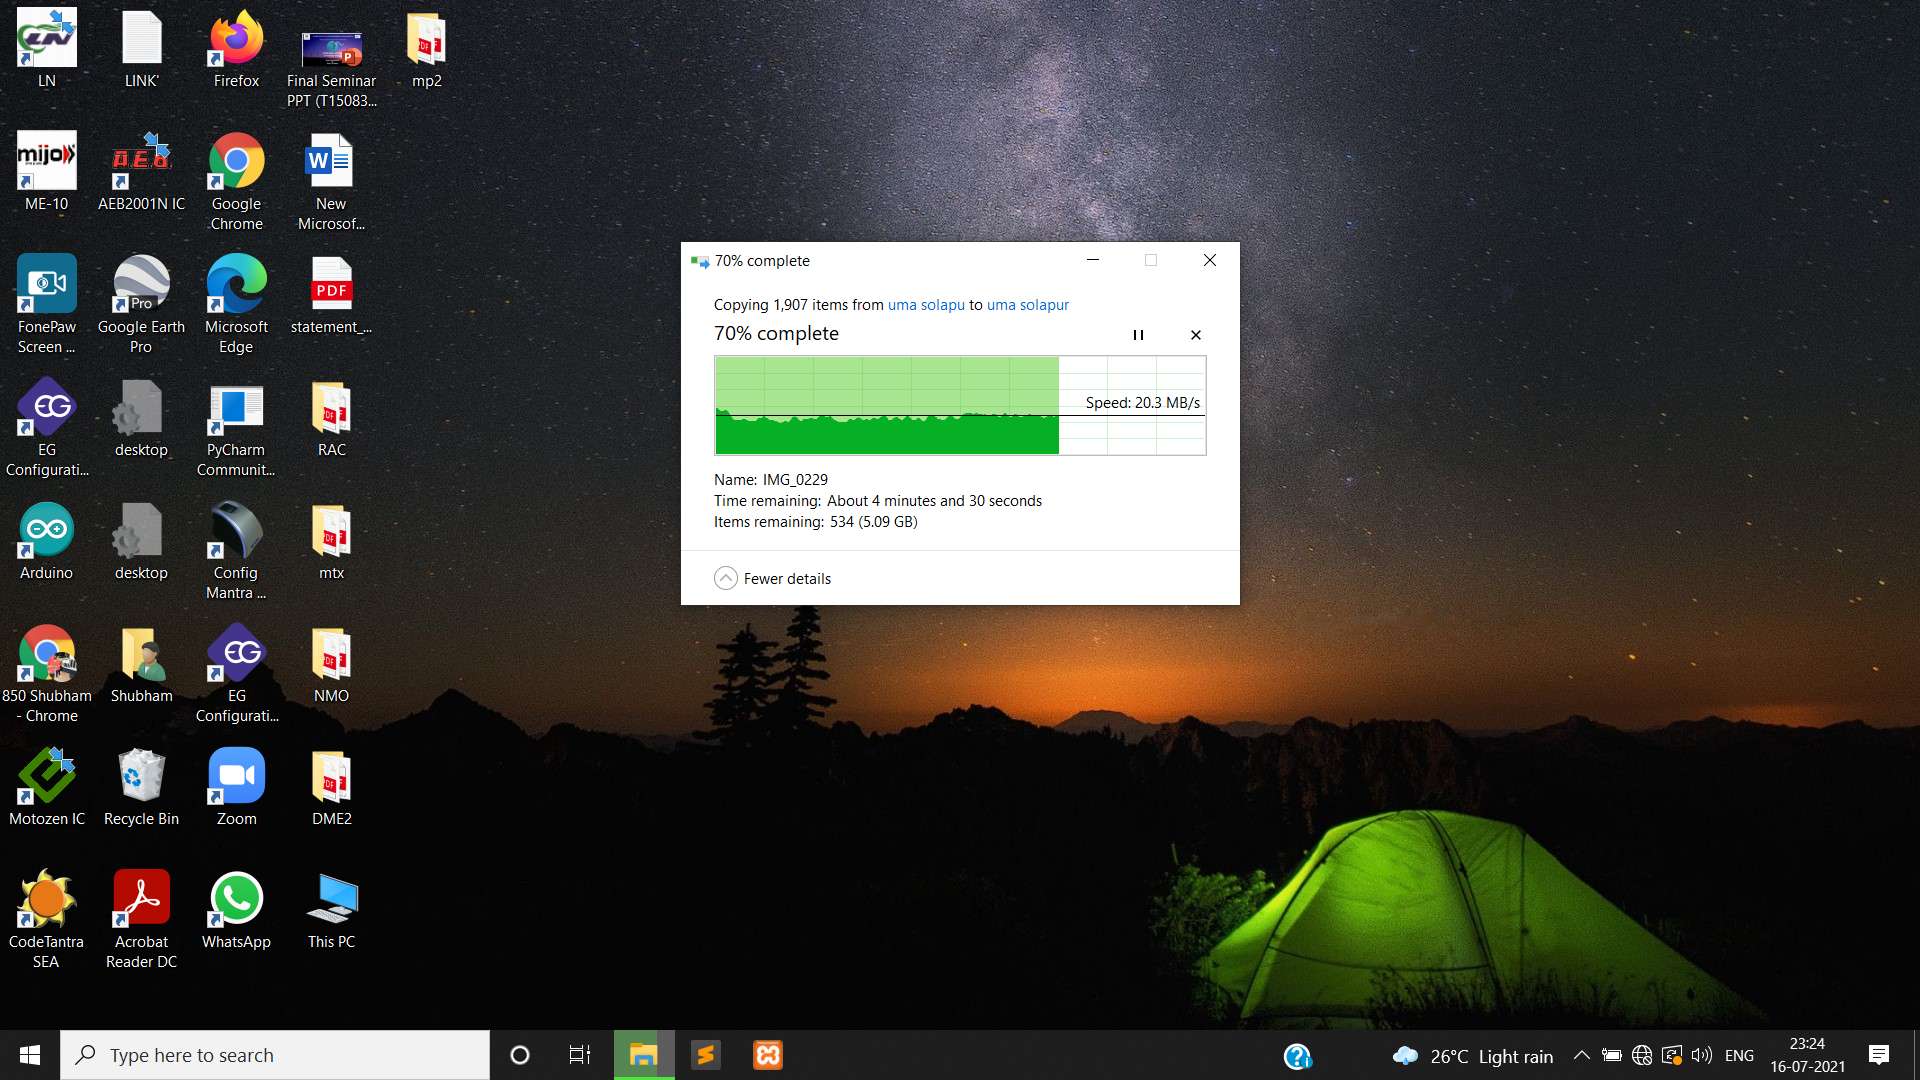 LN
LINK'
Firefox
Final Seminar
PPT (T15083...
mp2
mijo
ME-10
AEB2001N IC
Google
Chrome
New
Microsof...
FonePaw
Screen ...
Pro
Google Earth
Pro
Microsoft
Edge
PDF
statement_...
EG
EG
Configurati...
desktop
PyCharm
Communit...
RAC
Arduino
desktop
Config
Mantra ...
mtx
850 Shubham
- Chrome
Shubham
EG
EG
Configurati...
NMO
Motozen IC
Recycle Bin
Zoom
DME2
CodeTantra
SEA
Acrobat
Reader DC
WhatsApp
This PC
70% complete
Copying 1,907 items from uma solapu to uma solapur
70% complete
Speed: 20.3 MB/s
Name: IMG_0229
Time remaining: About 4 minutes and 30 seconds
Items remaining: 534 (5.09 GB)
Fewer details
Type here to search
26°C Light rain
ENG
23:24
16-07-2021